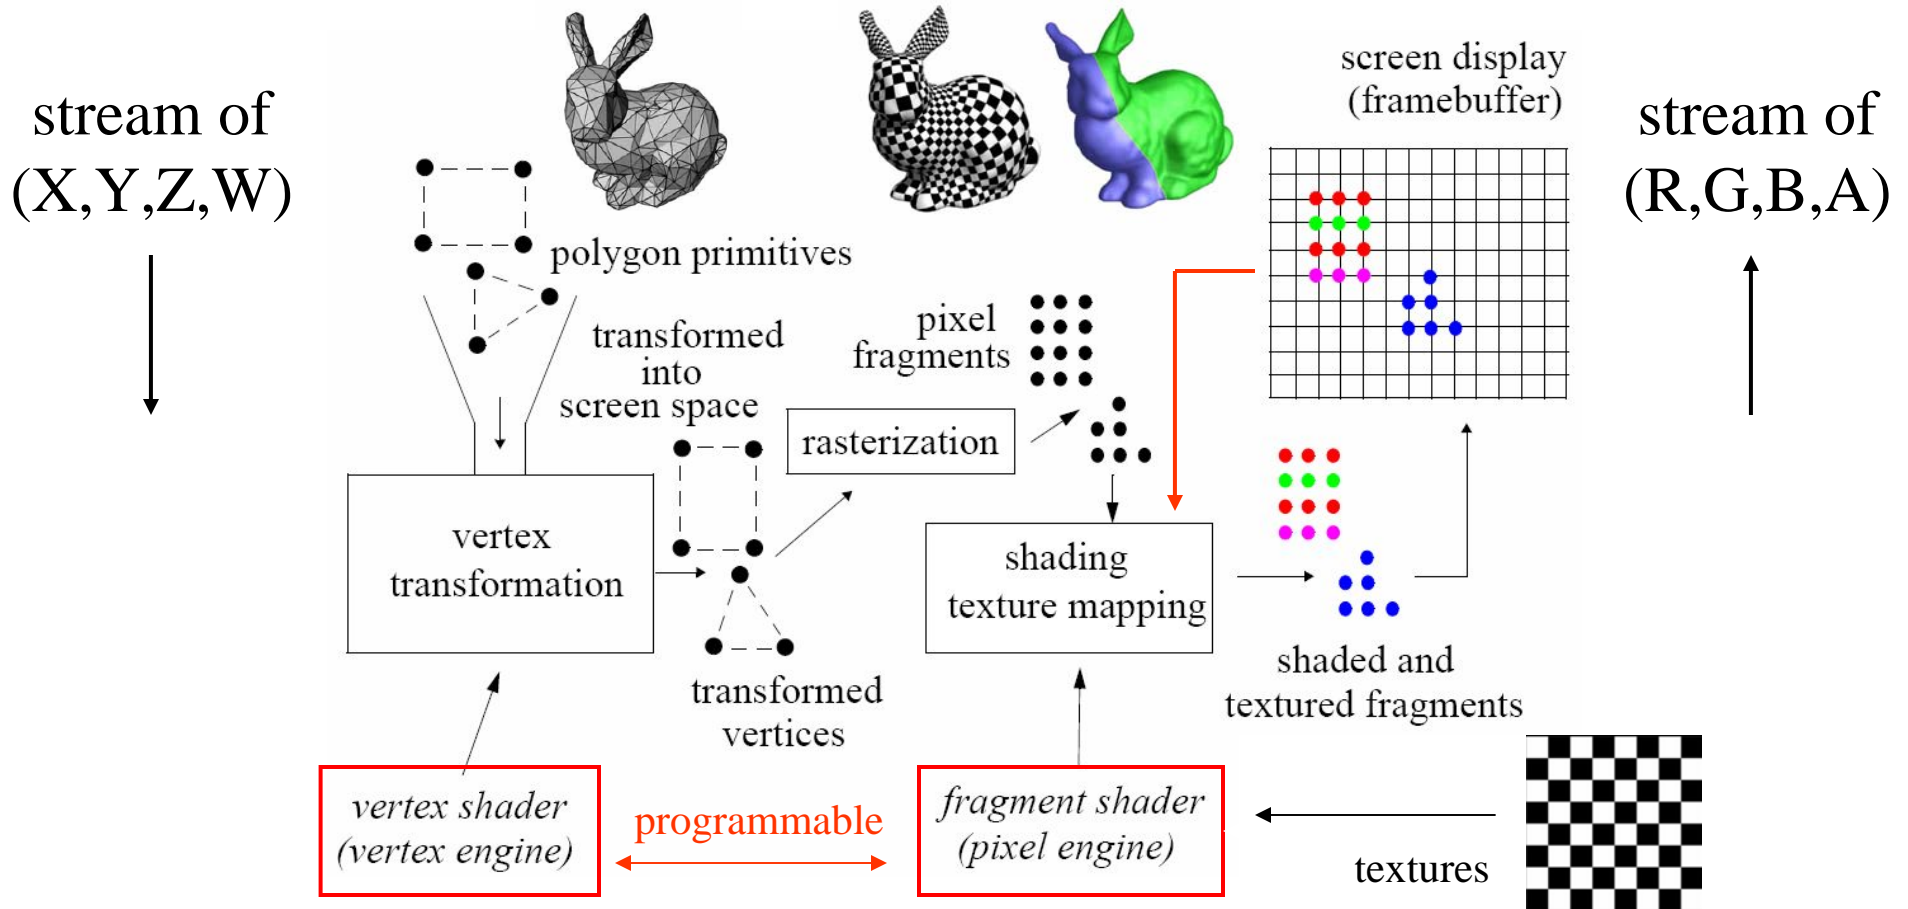 stream of
(X,Y,Z,W)
screen display
(framebuffer)
stream of
(R,G,B,A)
polygon primitives
transformed
into
screen space
pixel
fragments
rasterization
vertex
transformation
shading
texture mapping
transformed
vertices
shaded and
textured fragments
vertex shader
(vertex engine)
programmable
fragment shader
(pixel engine)
textures